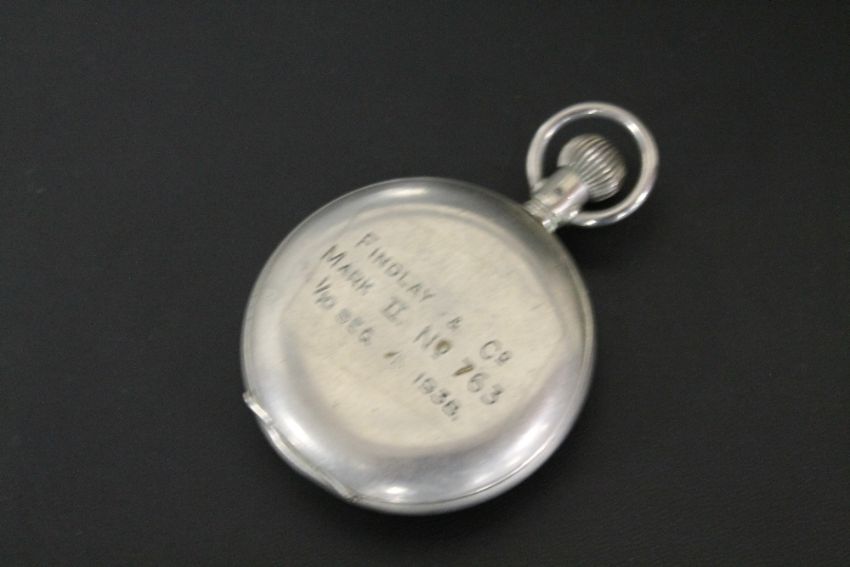 FINDLAY & Co
MARK II. No 763
1/10 SEC. 1938.